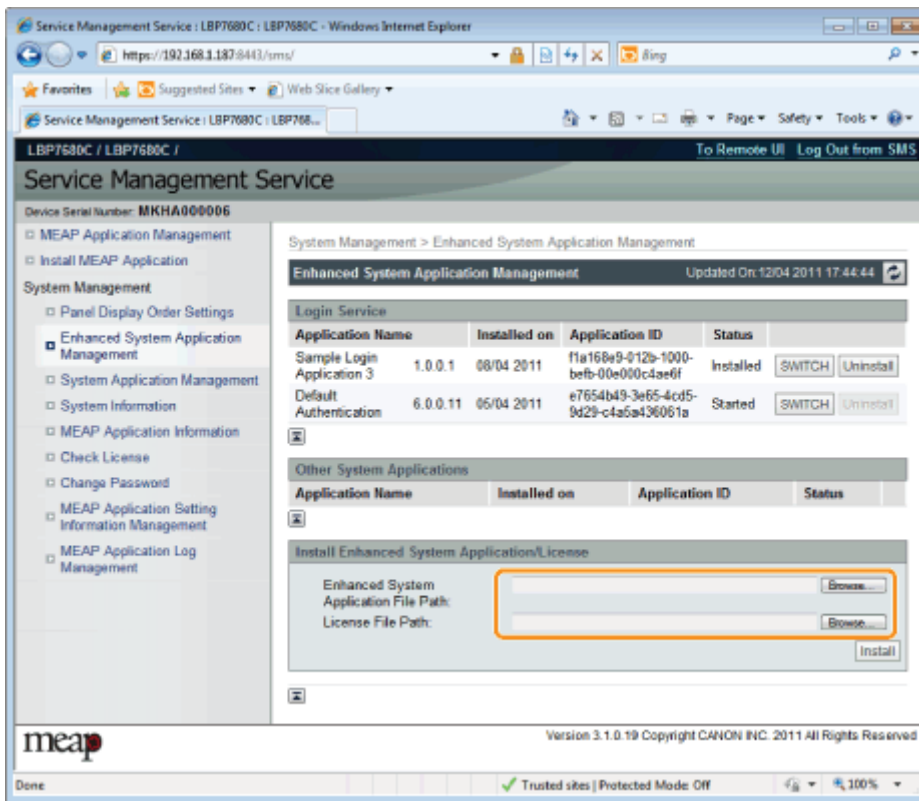 Service Management Service : LBP7680C : LBP7680C - Windows Internet Explorer
https://192.168.1.187:8443/sms/
Bing
Favorites
Suggested Sites
Web Slice Gallery
Service Management Service : LBP7680C : LBP768...
Page
Safety
Tools
LBP7680C / LBP7680C /
To Remote UI
Log Out from SMS
Service Management Service
Device Serial Number: MKHA000006
MEAP Application Management
Install MEAP Application
System Management
Panel Display Order Settings
Enhanced System Application
Management
System Application Management
System Information
MEAP Application Information
Check License
Change Password
MEAP Application Setting
Information Management
MEAP Application Log
Management
System Management > Enhanced System Application Management
Enhanced System Application Management
Updated On:12/04 2011 17:44:44
Login Service
Application Name Installed on Application ID Status
Sample Login
Application 3 1.0.0.1 08/04 2011 f1a168e9-012b-1000-
befb-00e000c4ae6f Installed SWITCH Uninstall
Default
Authentication 6.0.0.11 05/04 2011 e7654b49-3e65-4cd5-
9d29-c4a5a436061a Started SWITCH Uninstall
Other System Applications
Application Name Installed on Application ID Status
Install Enhanced System Application/License
Enhanced System
Application File Path:
Browse...
License File Path:
Browse...
Install
meap
Version 3.1.0.19 Copyright CANON INC. 2011 All Rights Reserved
Done
Trusted sites | Protected Mode: Off
100%